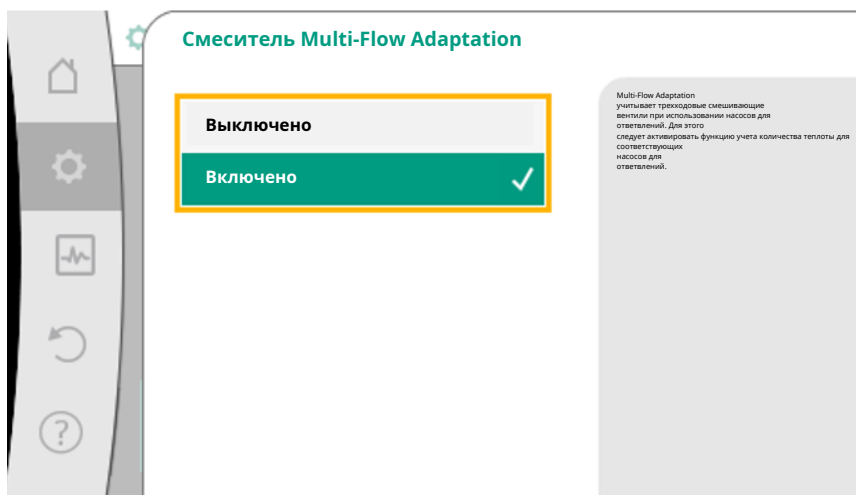 Смеситель Multi-Flow Adaptation
Выключено
Включено
Multi-Flow Adaptation
учитывает трехходовые смешивающие
вентили при использовании насосов для
ответвлений. Для этого
следует активировать функцию учета количества теплоты для
соответствующих
насосов для
ответвлений.
?